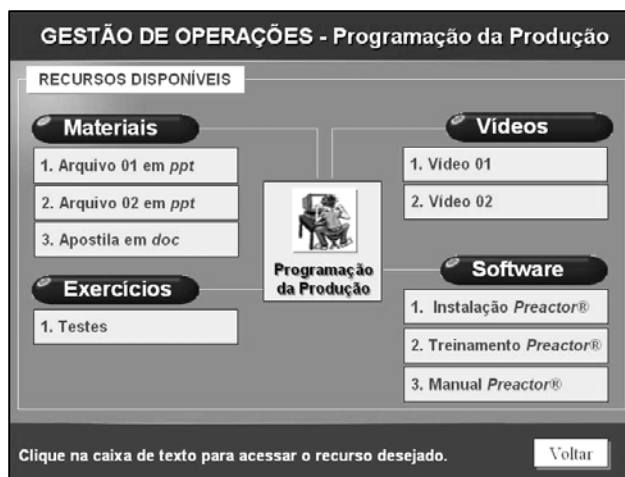 GESTÃO DE OPERAÇÕES - Programação da Produção
RECURSOS DISPONÍVEIS
Materiais
1. Arquivo 01 em ppt
2. Arquivo 02 em ppt
3. Apostila em doc
Exercícios
1. Testes
Programação
da Produção
Vídeos
1. Vídeo 01
2. Vídeo 02
Software
1. Instalação Preactor®
2. Treinamento Preactor®
3. Manual Preactor®
Clique na caixa de texto para acessar o recurso desejado.
Voltar